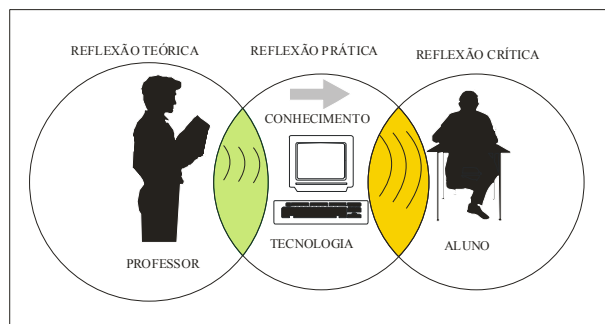 REFLEXÃO TEÓRICA
REFLEXÃO PRÁTICA
REFLEXÃO CRÍTICA
CONHECIMENTO
TECNOLOGIA
PROFESSOR
ALUNO